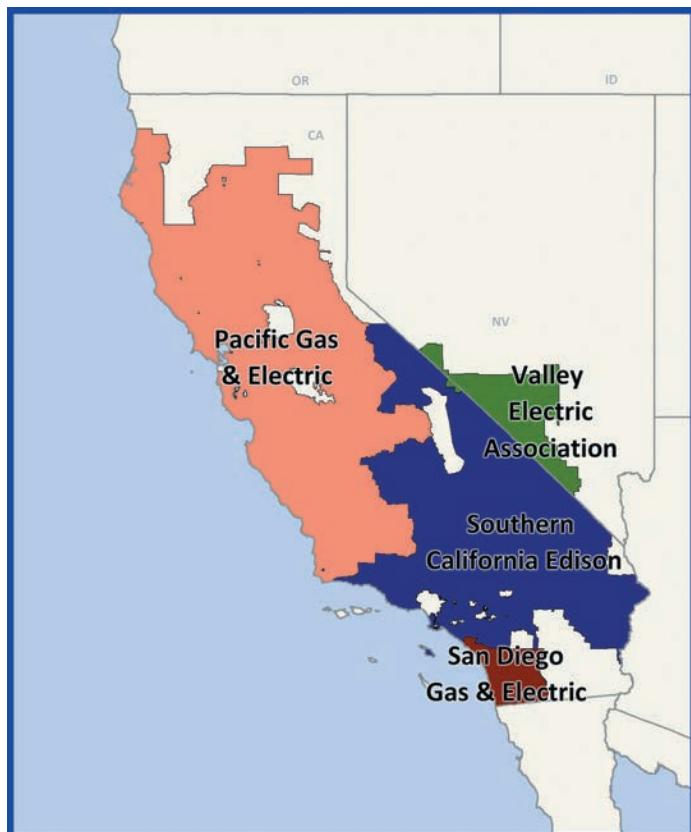 OR
ID
CA
NV
Pacific Gas
& Electric
Valley
Electric
Association
Southern
California Edison
San Diego
Gas & Electric